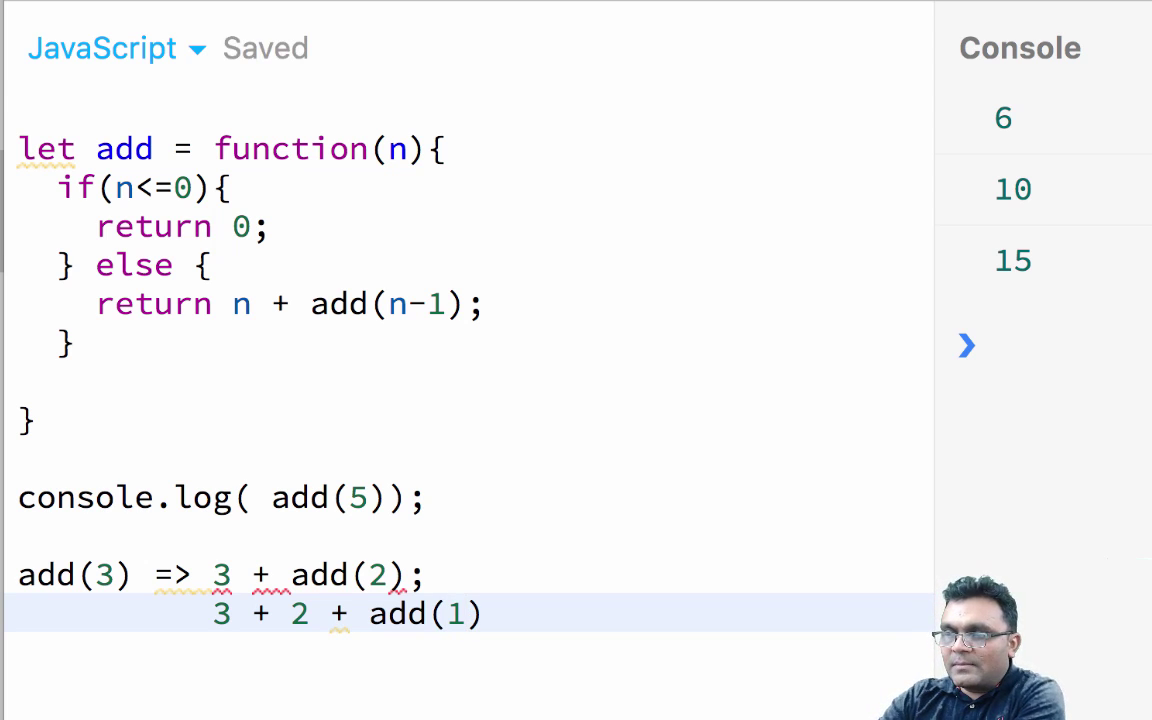 JavaScript Saved
let add = function(n){
  if(n<=0){
    return 0;
  } else {
    return n + add(n-1);
  }
}
console.log( add(5));
add(3) => 3 + add(2);
          3 + 2 + add(1)
Console
6
10
15